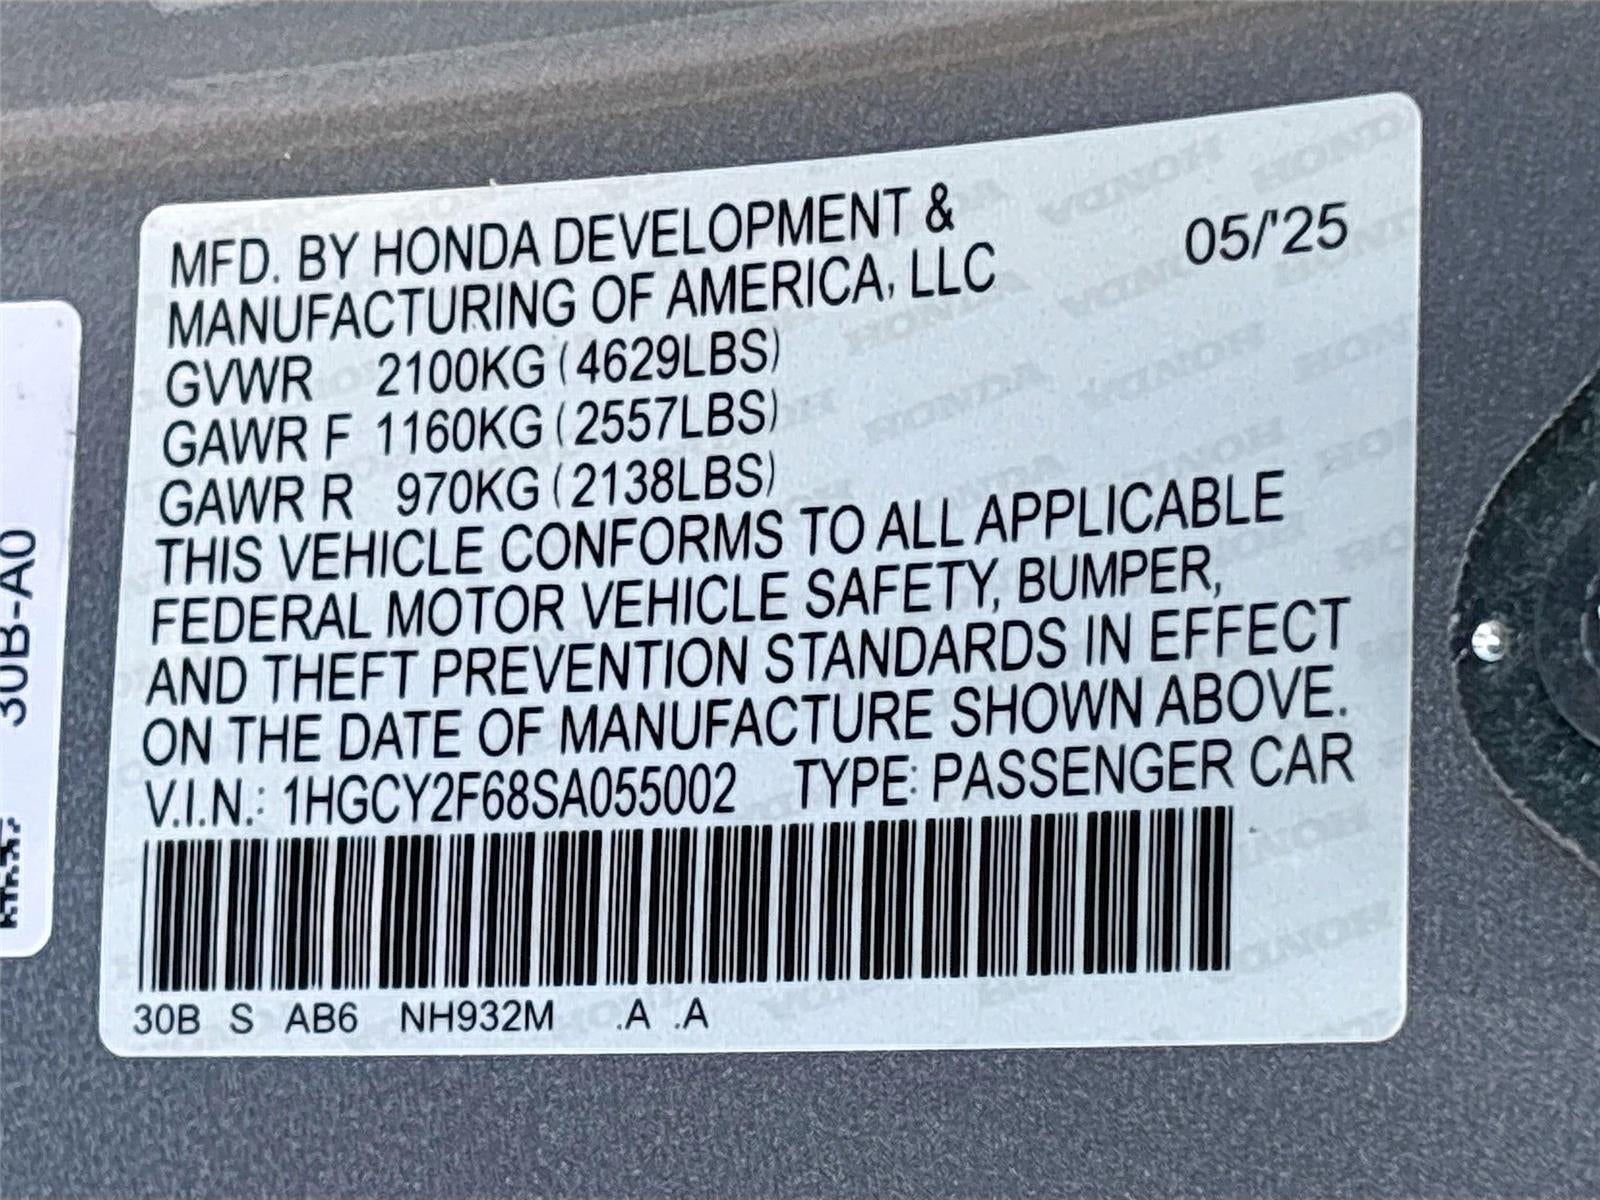 MFD. BY HONDA DEVELOPMENT &
MANUFACTURING OF AMERICA, LLC
05/'25
GVWR 2100KG (4629LBS)
GAWR F 1160KG (2557LBS)
GAWR R 970KG (2138LBS)
THIS VEHICLE CONFORMS TO ALL APPLICABLE
FEDERAL MOTOR VEHICLE SAFETY, BUMPER,
AND THEFT PREVENTION STANDARDS IN EFFECT
ON THE DATE OF MANUFACTURE SHOWN ABOVE.
V.I.N.: 1HGCY2F68SA055002 TYPE: PASSENGER CAR
30B S AB6 NH932M .A .A
30B-A0